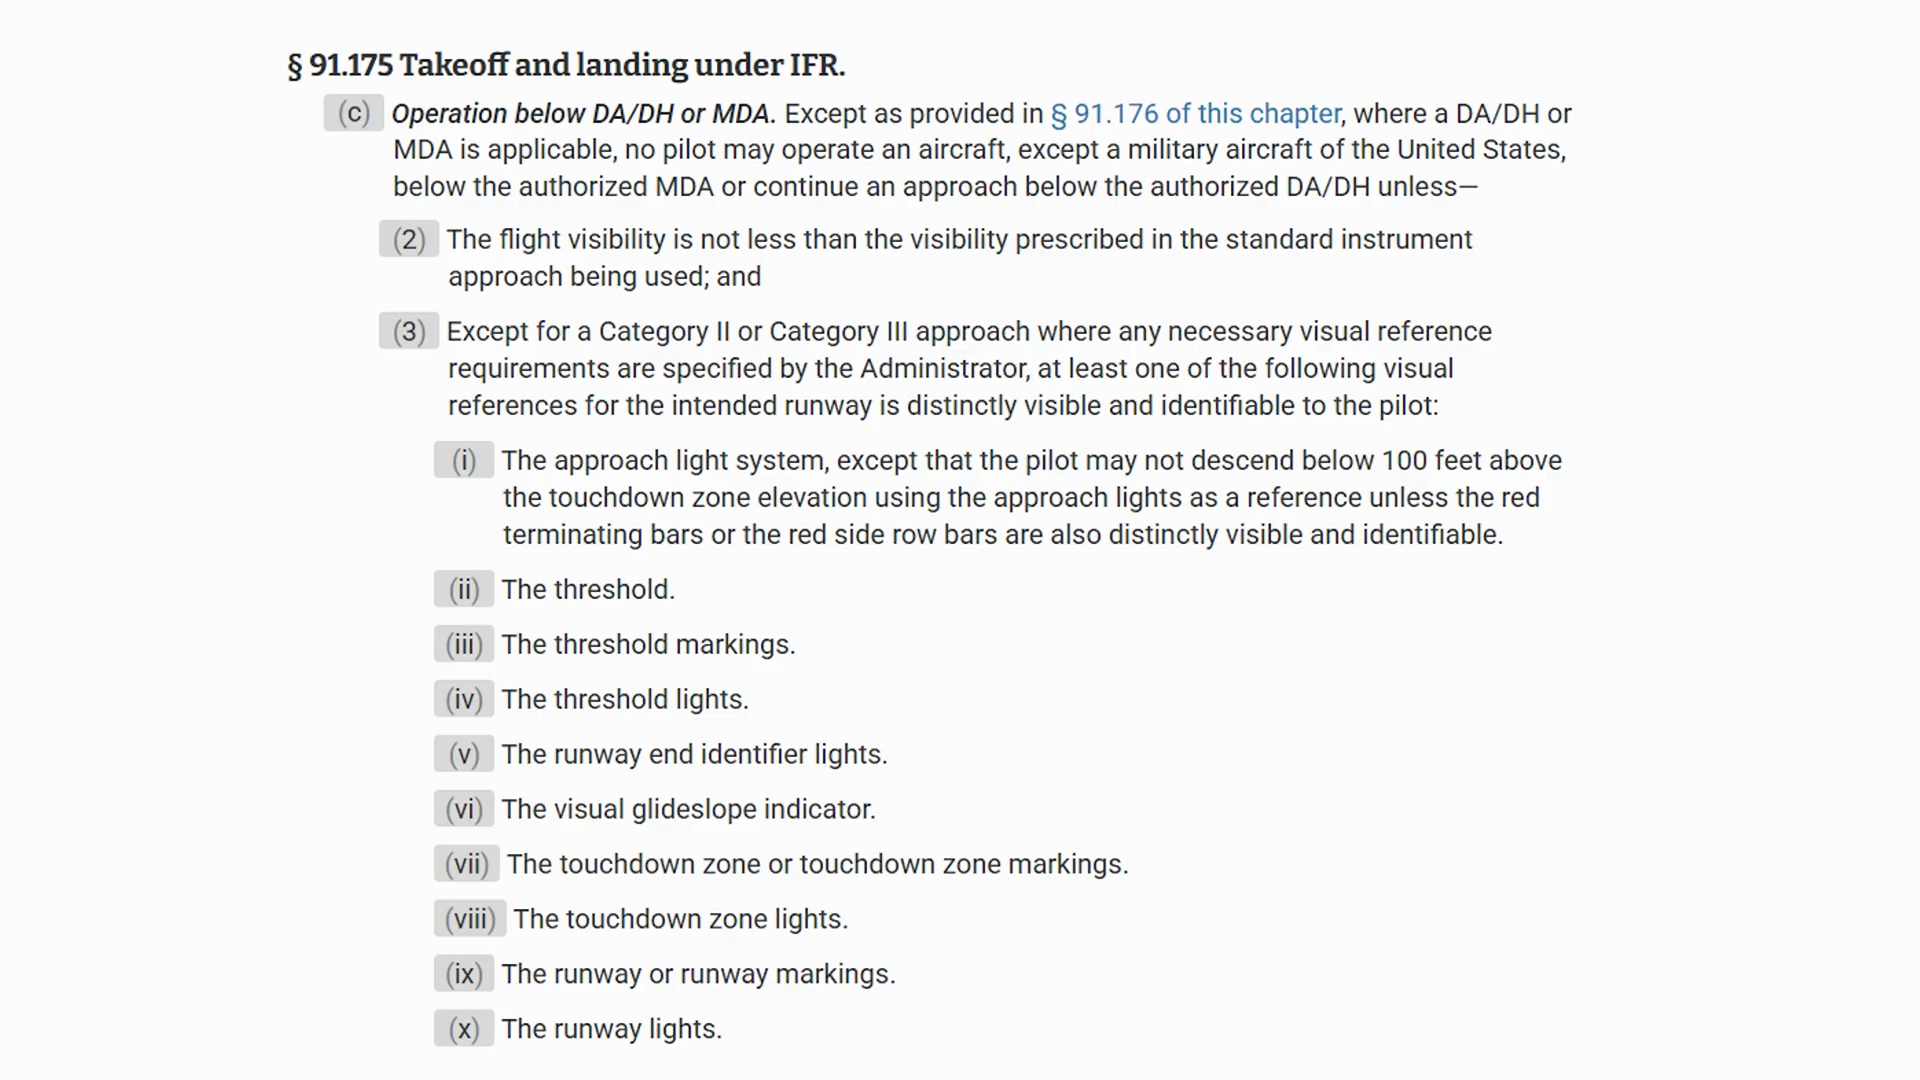 § 91.175 Takeoff and landing under IFR.
(c) Operation below DA/DH or MDA. Except as provided in § 91.176 of this chapter, where a DA/DH or
MDA is applicable, no pilot may operate an aircraft, except a military aircraft of the United States,
below the authorized MDA or continue an approach below the authorized DA/DH unless—
(2) The flight visibility is not less than the visibility prescribed in the standard instrument
approach being used; and
(3) Except for a Category II or Category III approach where any necessary visual reference
requirements are specified by the Administrator, at least one of the following visual
references for the intended runway is distinctly visible and identifiable to the pilot:
(i) The approach light system, except that the pilot may not descend below 100 feet above
the touchdown zone elevation using the approach lights as a reference unless the red
terminating bars or the red side row bars are also distinctly visible and identifiable.
(ii) The threshold.
(iii) The threshold markings.
(iv) The threshold lights.
(v) The runway end identifier lights.
(vi) The visual glideslope indicator.
(vii) The touchdown zone or touchdown zone markings.
(viii) The touchdown zone lights.
(ix) The runway or runway markings.
(x) The runway lights.